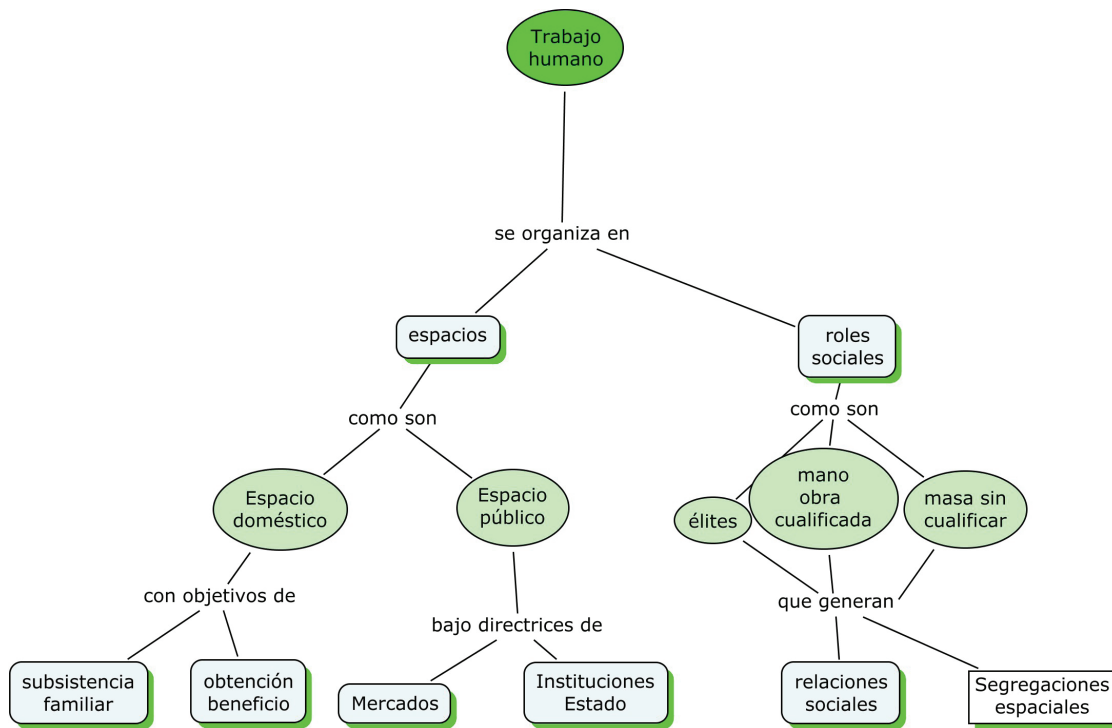 Trabajo
humano
se organiza en
espacios
roles
sociales
como son
como son
Espacio
doméstico
Espacio
público
élites
mano
obra
cualificada
masa sin
cualificar
con objetivos de
bajo directrices de
que generan
subsistencia
familiar
obtención
beneficio
Mercados
Instituciones
Estado
relaciones
sociales
Segregaciones
espaciales